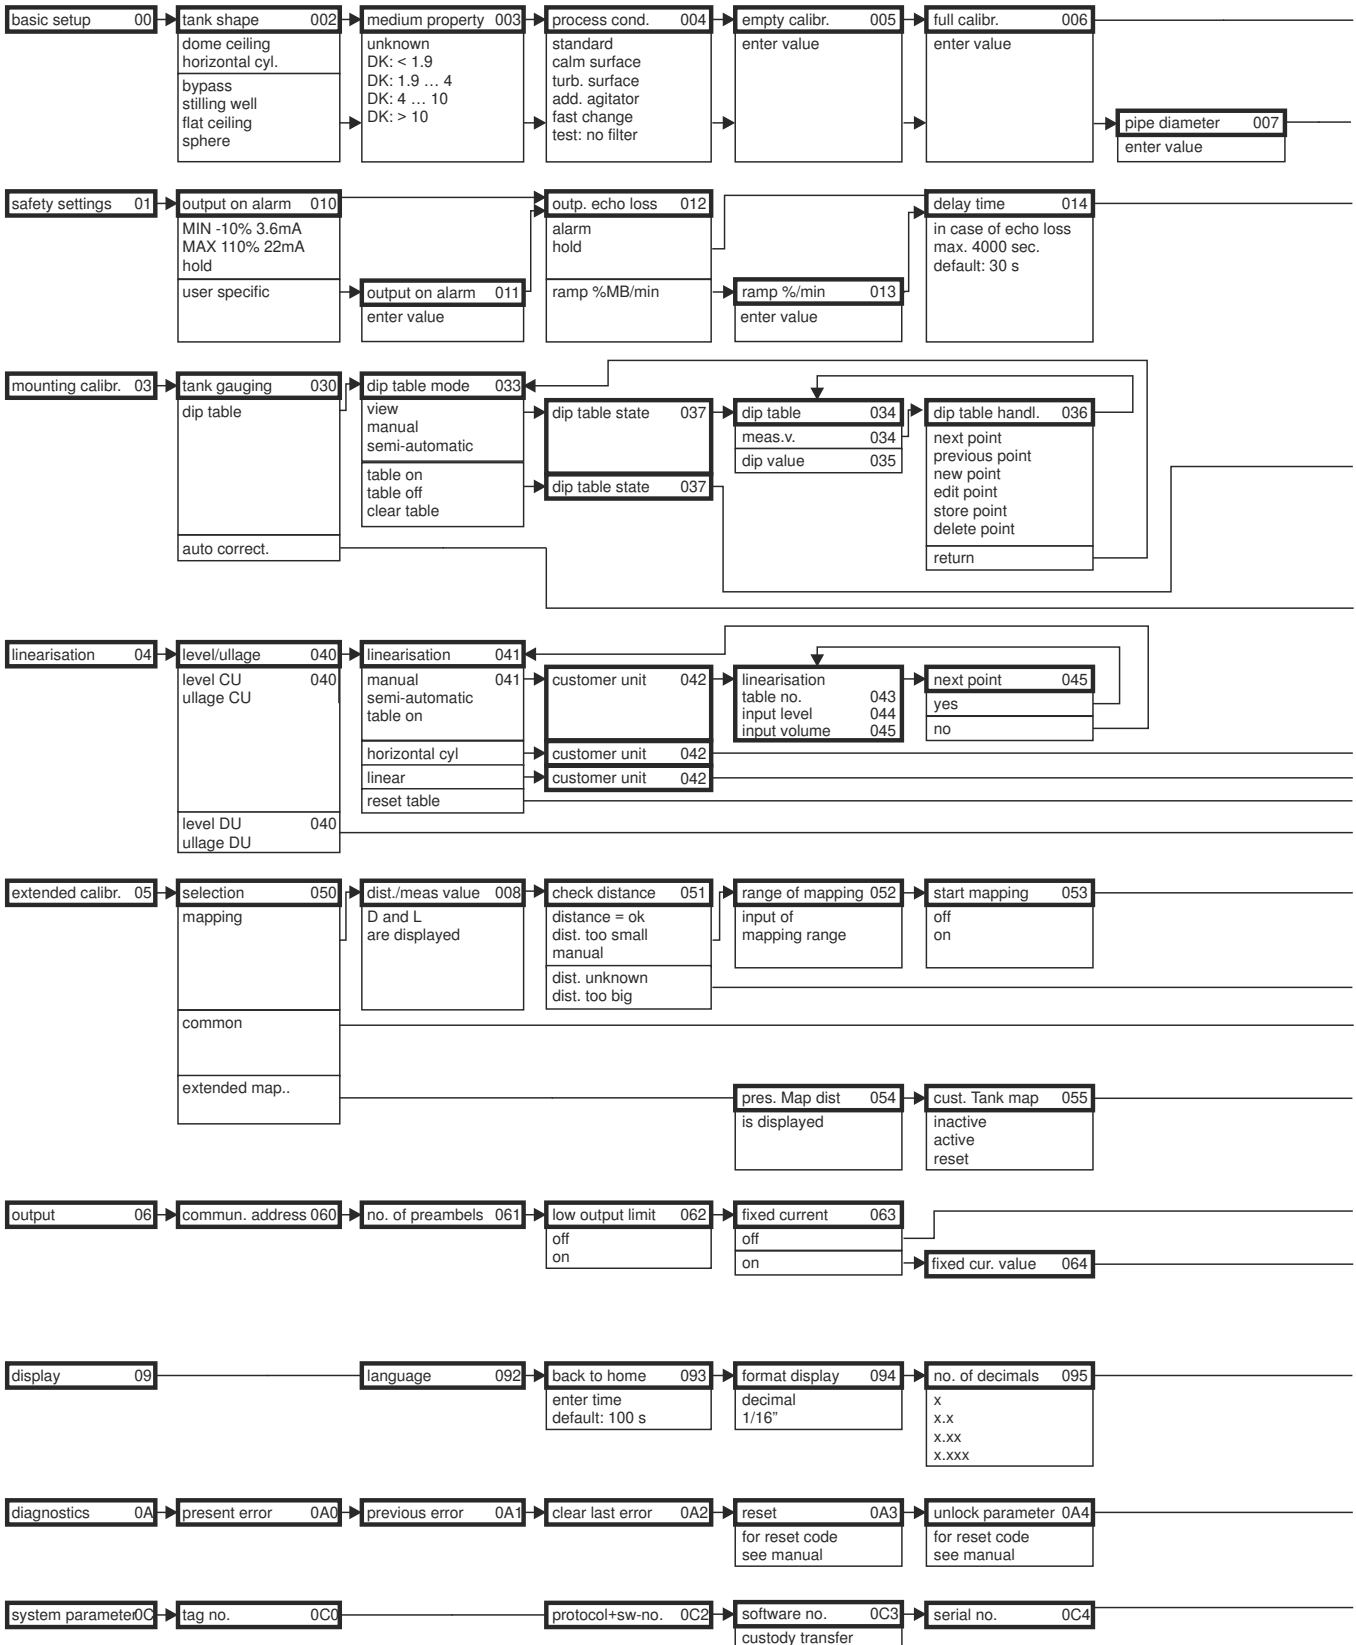 basic setup 00
tank shape 002
dome ceiling
horizontal cyl.
bypass
stilling well
flat ceiling
sphere
medium property 003
unknown
DK: < 1.9
DK: 1.9 … 4
DK: 4 … 10
DK: > 10
process cond. 004
standard
calm surface
turb. surface
add. agitator
fast change
test: no filter
empty calibr. 005
enter value
full calibr. 006
enter value
pipe diameter 007
enter value
safety settings 01
output on alarm 010
MIN -10% 3.6mA
MAX 110% 22mA
hold
user specific
output on alarm 011
enter value
outp. echo loss 012
alarm
hold
ramp %MB/min
ramp %/min 013
enter value
delay time 014
in case of echo loss
max. 4000 sec.
default: 30 s
mounting calibr. 03
tank gauging 030
dip table
auto correct.
dip table mode 033
view
manual
semi-automatic
table on
table off
clear table
dip table state 037
dip table state 037
dip table 034
meas.v. 034
dip value 035
dip table handl. 036
next point
previous point
new point
edit point
store point
delete point
return
linearisation 04
level/ullage 040
level CU 040
ullage CU
level DU 040
ullage DU
linearisation 041
manual 041
semi-automatic
table on
horizontal cyl
linear
reset table
customer unit 042
customer unit 042
customer unit 042
linearisation
table no. 043
input level 044
input volume 045
next point 045
yes
no
extended calibr. 05
selection 050
mapping
common
extended map..
dist./meas value 008
D and L
are displayed
check distance 051
distance = ok
dist. too small
manual
dist. unknown
dist. too big
range of mapping 052
input of
mapping range
start mapping 053
off
on
pres. Map dist 054
is displayed
cust. Tank map 055
inactive
active
reset
output 06
commun. address 060
no. of preambels 061
low output limit 062
off
on
fixed current 063
off
on
fixed cur. value 064
display 09
language 092
back to home 093
enter time
default: 100 s
format display 094
decimal
1/16”
no. of decimals 095
x
x.x
x.xx
x.xxx
diagnostics 0A
present error 0A0
previous error 0A1
clear last error 0A2
reset 0A3
for reset code
see manual
unlock parameter 0A4
for reset code
see manual
system parameter 0C
tag no. 0C0
protocol+sw-no. 0C2
software no. 0C3
custody transfer
serial no. 0C4